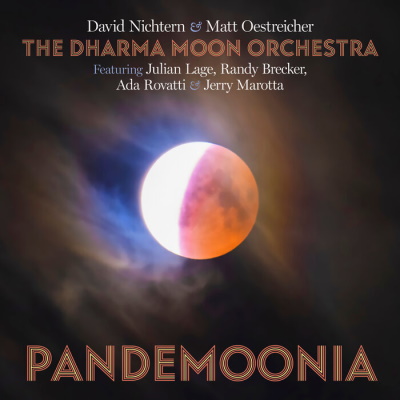 David Nichtern & Matt Oestreicher
THE DHARMA MOON ORCHESTRA
Featuring Julian Lage, Randy Brecker,
Ada Rovatti & Jerry Marotta
PANDEMOONIA